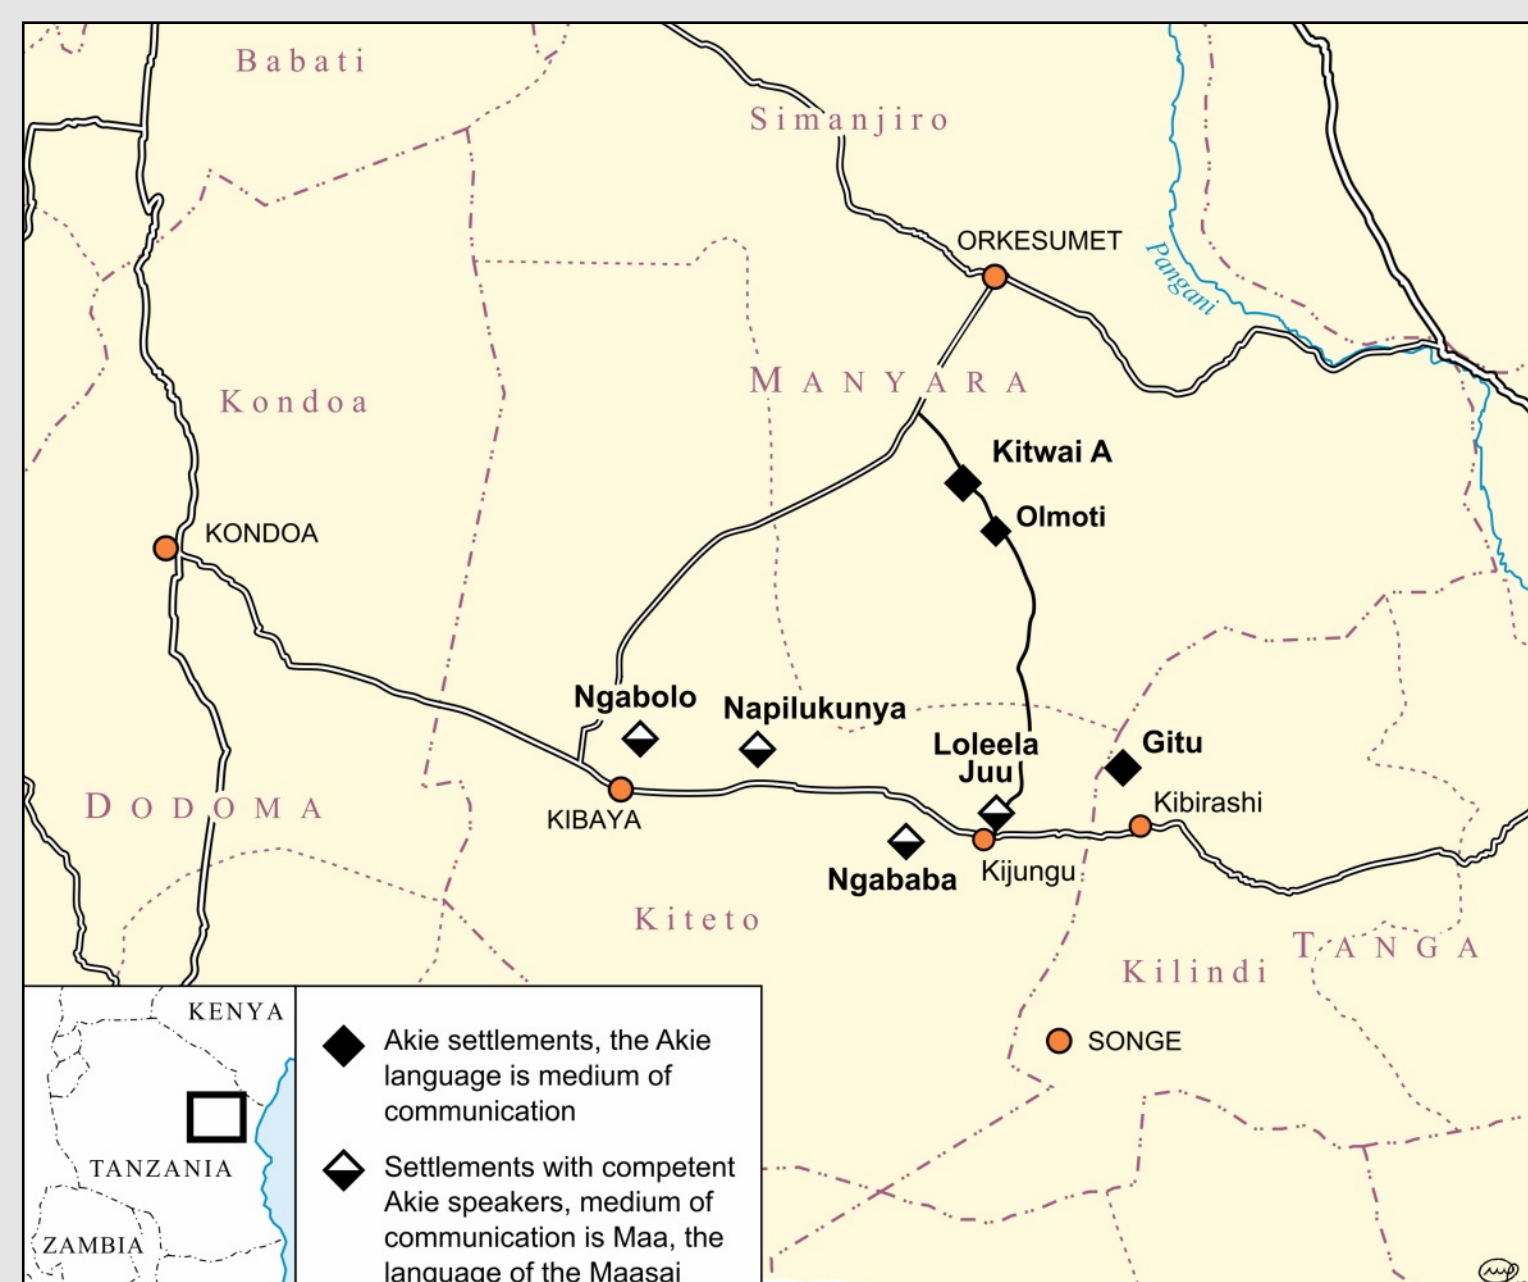 Babati
Simanjiro
ORKESUMET
Pangani
MANYARA
Kondoa
Kitwai A
Olmoti
KONDOA
Ngabolo
Napilukunya
Loleela
Juu
Gitu
Kibirashi
DODOMA
KIBAYA
Ngababa
Kijungu
Kiteto
TANGA
Kilindi
SONGE
KENYA
TANZANIA
ZAMBIA
Akie settlements, the Akie
language is medium of
communication
Settlements with competent
Akie speakers, medium of
communication is Maa, the
language of the Maasai